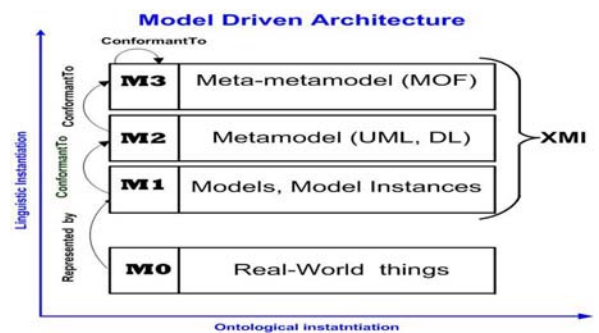 Model Driven Architecture
ConformantTo
M3 Meta-metamodel (MOF)
ConformantTo
M2 Metamodel (UML, DL)
XMI
ConformantTo
M1 Models, Model Instances
Represented by
M0 Real-World things
Linguistic Instantiation
Ontological instatntiation